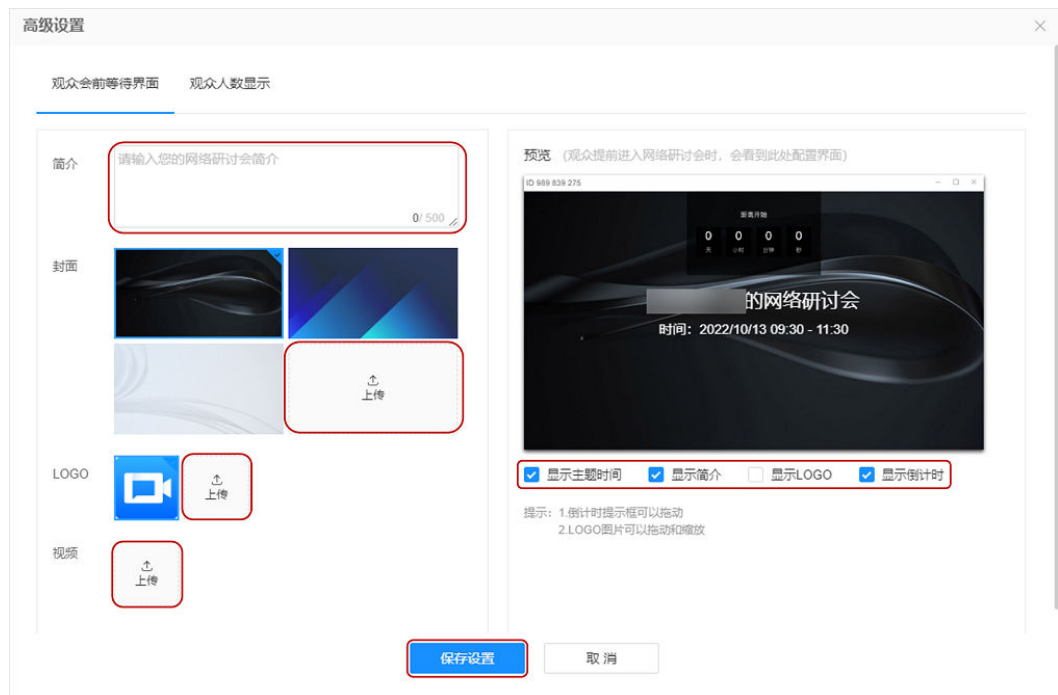 高级设置
观众会前等待界面 观众人数显示
简介
请输入您的网络研讨会简介
0/ 500
封面
上传
LOGO
上传
视频
上传
预览 (观众提前进入网络研讨会时，会看到此处配置界面)
ID 989 839 275
距离开始
0 0 0 0
天 小时 分钟 秒
的网络研讨会
时间：2022/10/13 09:30 - 11:30
显示主题时间 显示简介 显示LOGO 显示倒计时
提示：1.倒计时提示框可以拖动
2.LOGO图片可以拖动和缩放
保存设置 取 消